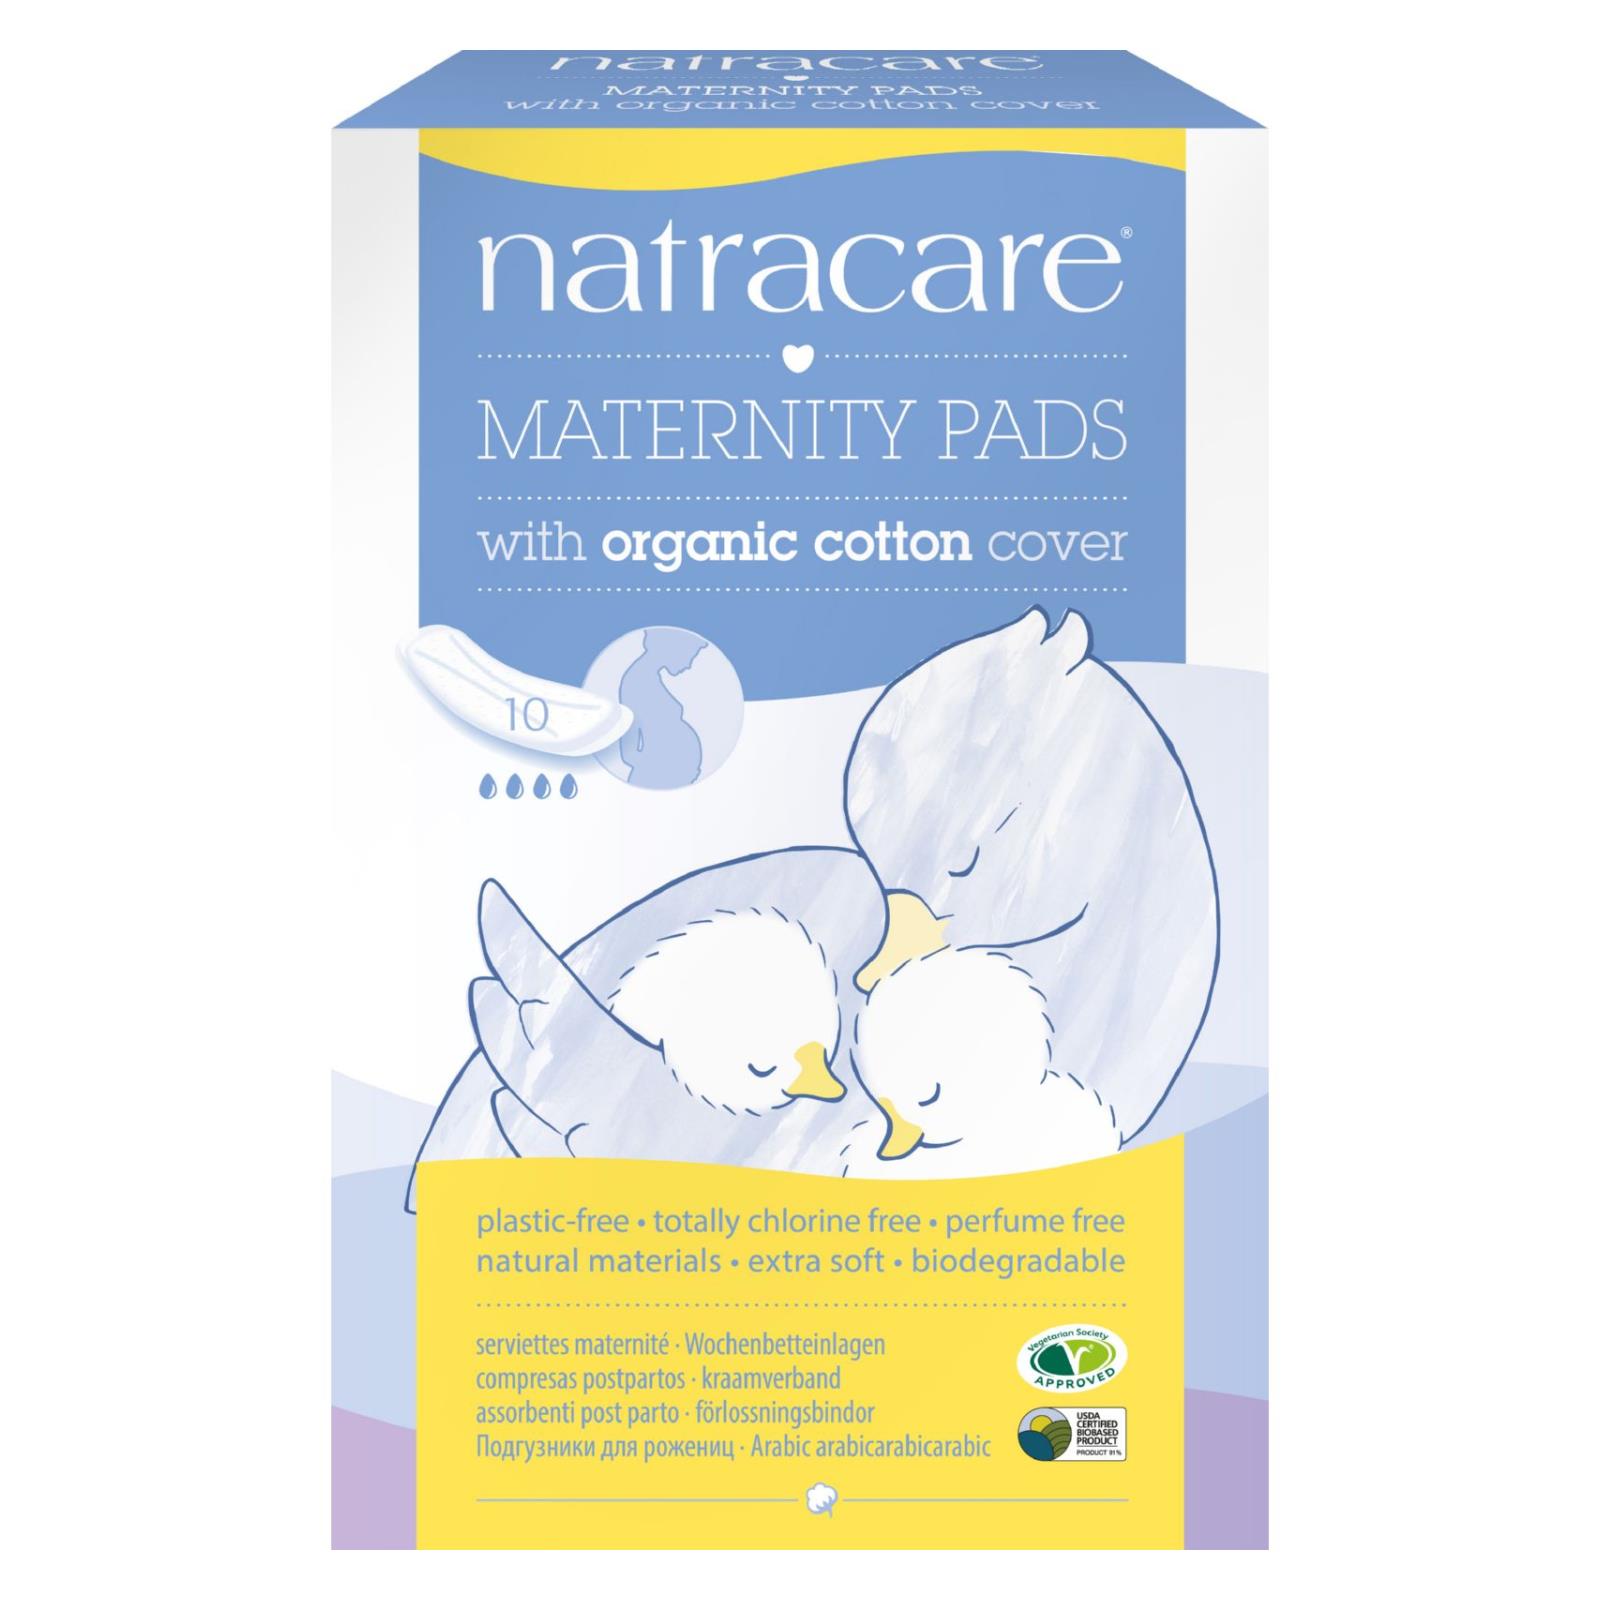 natracare
MATERNITY PADS
with organic cotton cover
natracare®
MATERNITY PADS
with organic cotton cover
10
plastic-free • totally chlorine free • perfume free
natural materials • extra soft • biodegradable
serviettes maternité · Wochenbetteinlagen
compresas postpartos · kraamverband
assorbenti post parto · förlossningsbindor
Подгузники для рожениц · Arabic arabicarabicarabic
Vegetarian Society
APPROVED
USDA
CERTIFIED
BIOBASED
PRODUCT
PRODUCT 91%